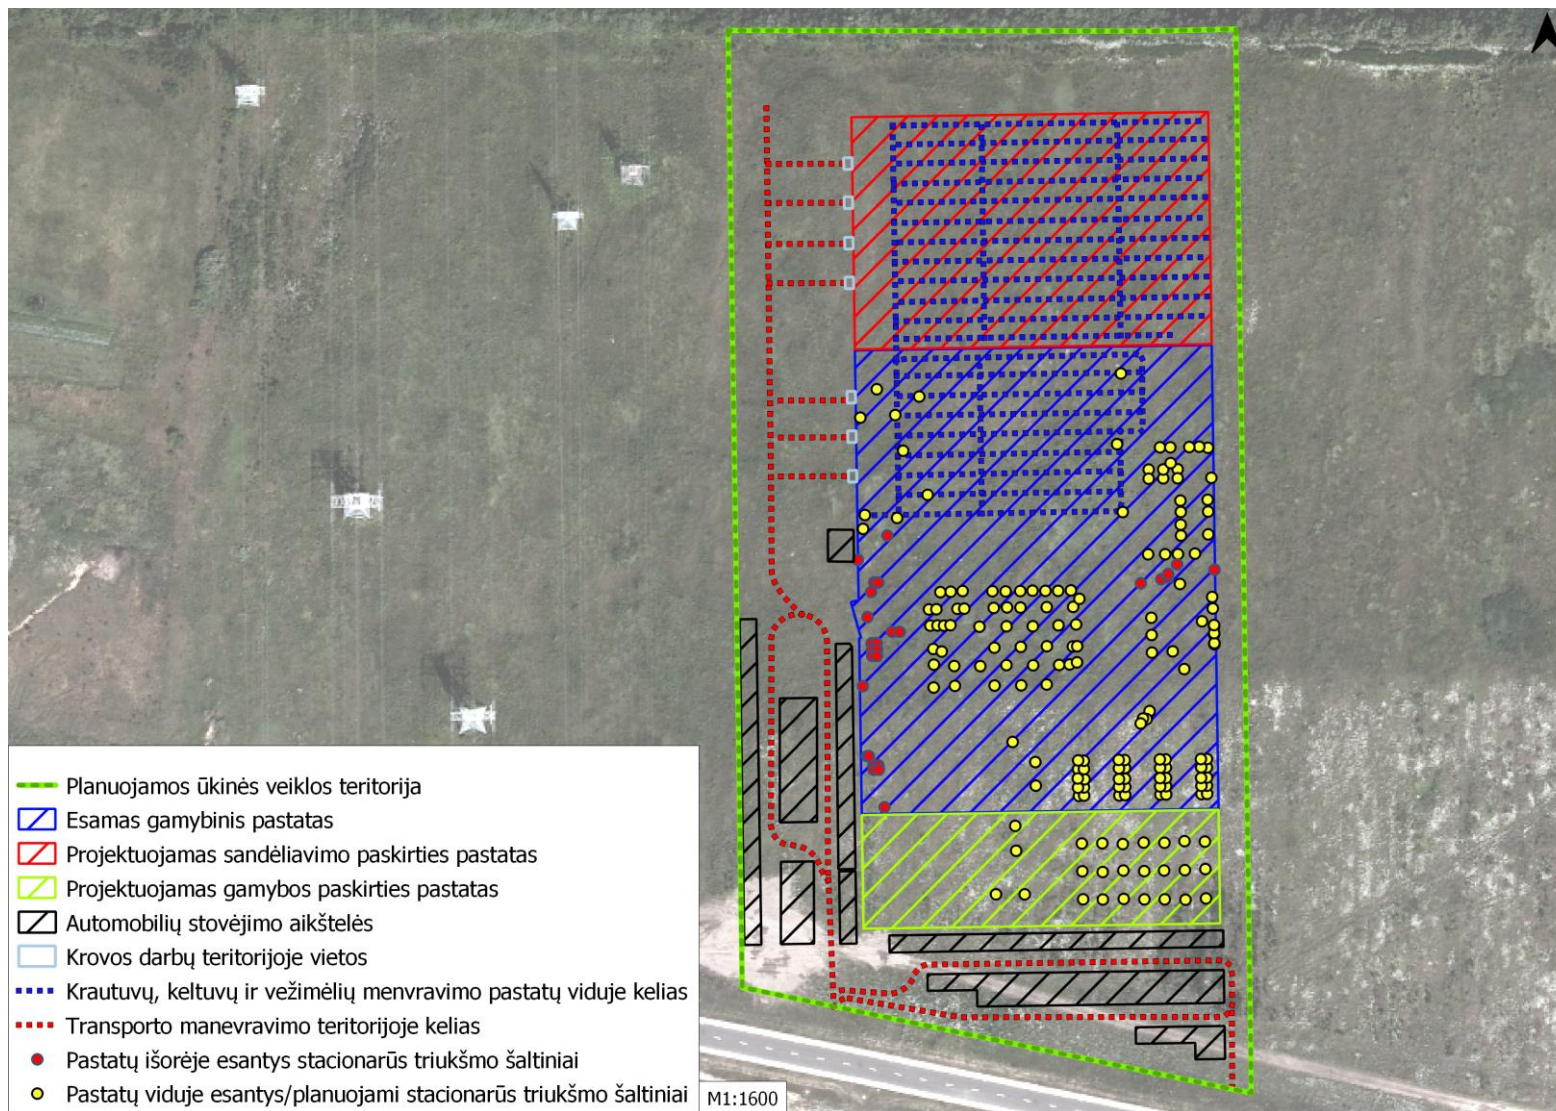 Planuojamos ūkinės veiklos teritorija
Esamas gamybinis pastatas
Projektuojamas sandėliavimo paskirties pastatas
Projektuojamas gamybos paskirties pastatas
Automobilių stovėjimo aikštelės
Krovos darbų teritorijoje vietos
Krautuvų, keltuvų ir vežimėlių menvravimo pastatų viduje kelias
Transporto manevravimo teritorijoje kelias
Pastatų išorėje esantys stacionarūs triukšmo šaltiniai
Pastatų viduje esantys/planuojami stacionarūs triukšmo šaltiniai
M1:1600